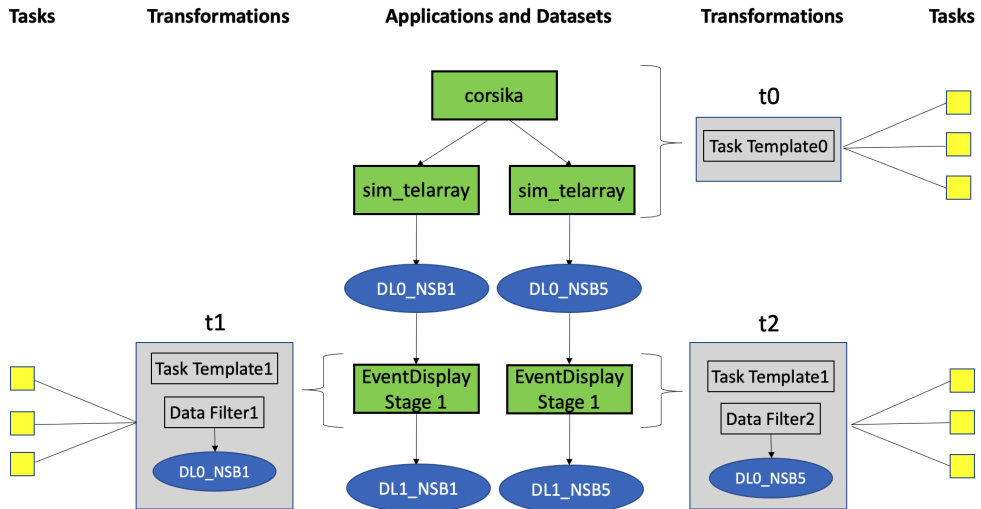 Tasks
Transformations
Applications and Datasets
Transformations
Tasks
corsika
t0
Task Template0
sim_telarray
sim_telarray
DL0_NSB1
DL0_NSB5
t1
t2
Task Template1
EventDisplay
Stage 1
EventDisplay
Stage 1
Task Template1
Data Filter1
Data Filter2
DL0_NSB1
DL1_NSB1
DL1_NSB5
DL0_NSB5